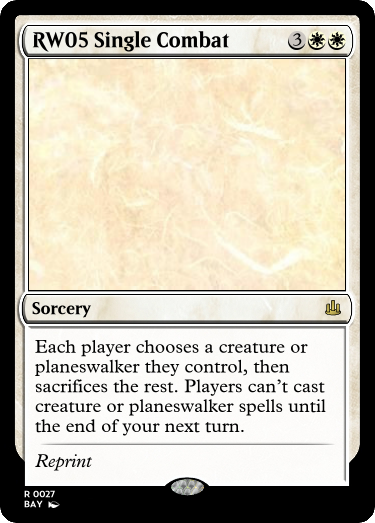 RW05 Single Combat 3
Sorcery
Each player chooses a creature or
planeswalker they control, then
sacrifices the rest. Players can't cast
creature or planeswalker spells until
the end of your next turn.
Reprint
R 0027
BAY